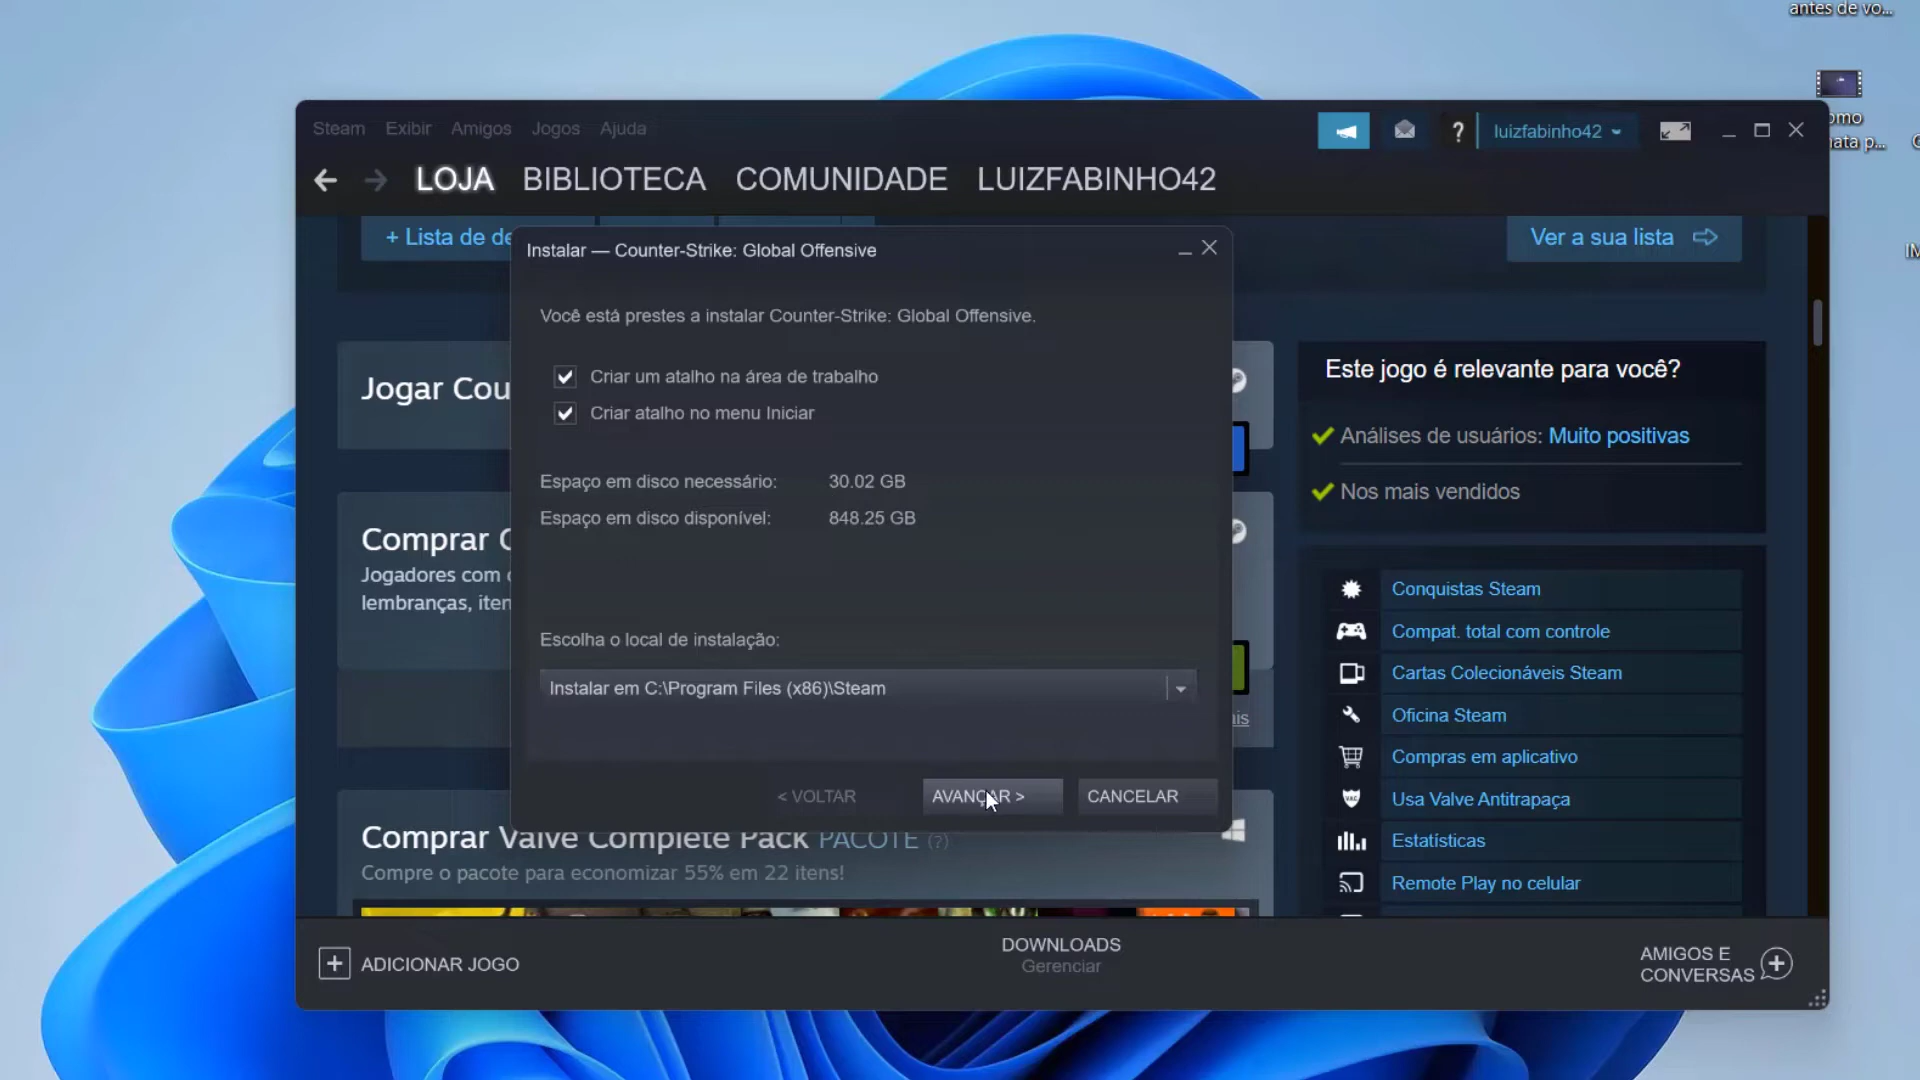 antes de vo...
omo
ata p...
Steam Exibir Amigos Jogos Ajuda
? luizfabinho42
LOJA BIBLIOTECA COMUNIDADE LUIZFABINHO42
+ Lista de de
Ver a sua lista
Instalar — Counter-Strike: Global Offensive
Você está prestes a instalar Counter-Strike: Global Offensive.
Criar um atalho na área de trabalho
Criar atalho no menu Iniciar
Espaço em disco necessário: 30.02 GB
Espaço em disco disponível: 848.25 GB
Escolha o local de instalação:
Instalar em C:\Program Files (x86)\Steam
< VOLTAR AVANÇAR > CANCELAR
Jogar Cou
Comprar C
Jogadores com
lembranças, iten
ais
Comprar Valve Complete Pack PACOTE (?)
Compre o pacote para economizar 55% em 22 itens!
Este jogo é relevante para você?
Análises de usuários: Muito positivas
Nos mais vendidos
Conquistas Steam
Compat. total com controle
Cartas Colecionáveis Steam
Oficina Steam
Compras em aplicativo
VAC Usa Valve Antitrapaça
Estatísticas
Remote Play no celular
ADICIONAR JOGO
DOWNLOADS
Gerenciar
AMIGOS E
CONVERSAS